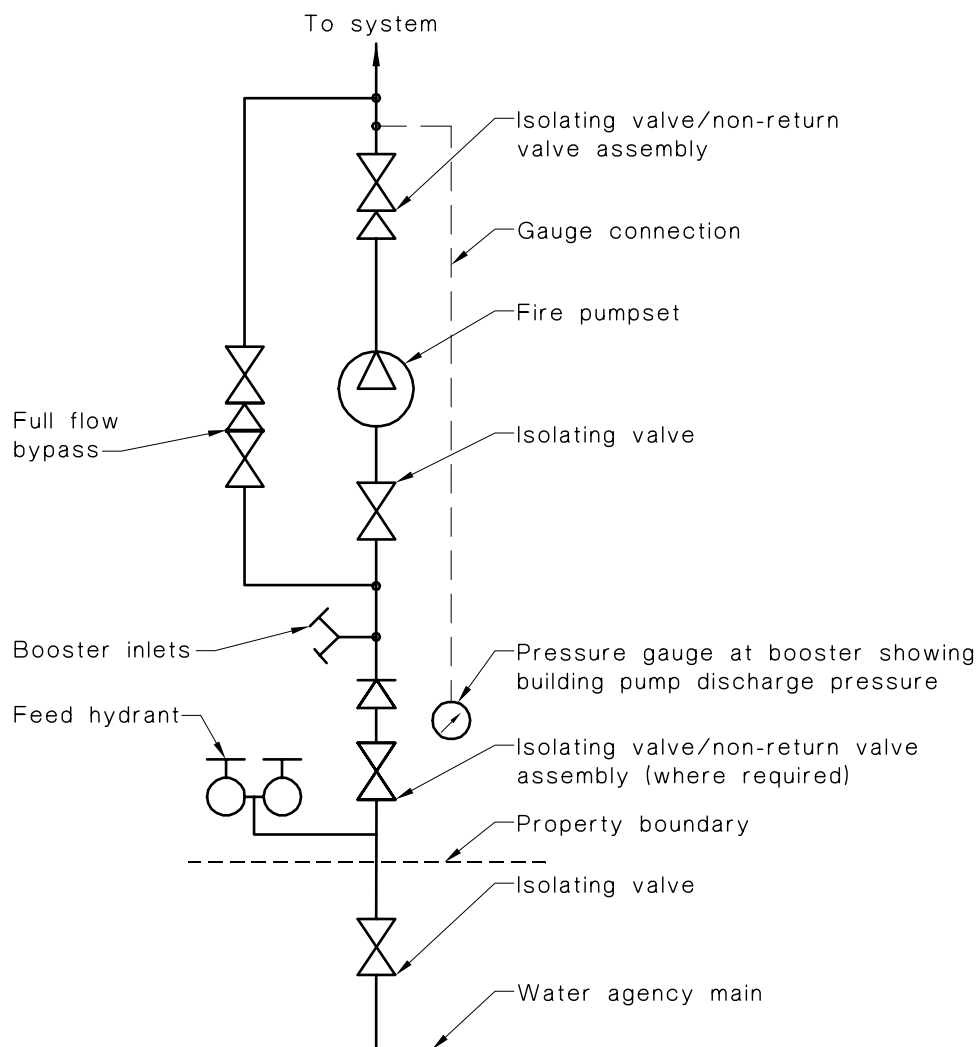 To system
Isolating valve/non-return
valve assembly
Gauge connection
Fire pumpset
Full flow
bypass
Isolating valve
Booster inlets
Pressure gauge at booster showing
building pump discharge pressure
Feed hydrant
Isolating valve/non-return valve
assembly (where required)
Property boundary
Isolating valve
Water agency main